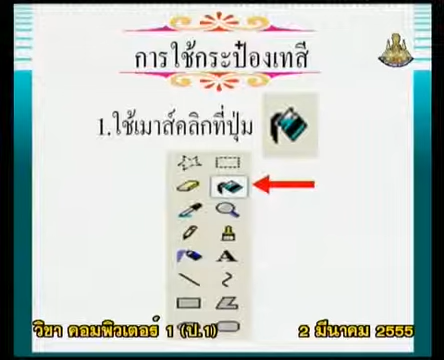 การใช้กระป๋องเทสี
1.ใช้เมาส์คลิกที่ปุ่ม
A
วิชา คอมพิวเตอร์ 1 (ป.1)
2 มีนาคม 2555